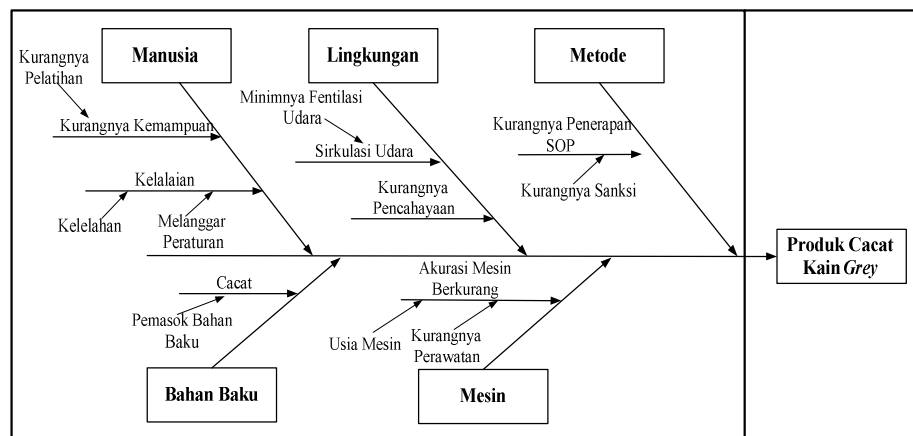 Manusia
Lingkungan
Metode
Kurangnya
Pelatihan
Kurangnya Kemampuan
Kelalaian
Kelelahan
Melanggar
Peraturan
Minimnya Fentilasi
Udara
Sirkulasi Udara
Kurangnya
Pencahayaan
Kurangnya Penerapan
SOP
Kurangnya Sanksi
Produk Cacat
Kain Grey
Cacat
Pemasok Bahan
Baku
Akurasi Mesin
Berkurang
Usia Mesin
Kurangnya
Perawatan
Bahan Baku
Mesin